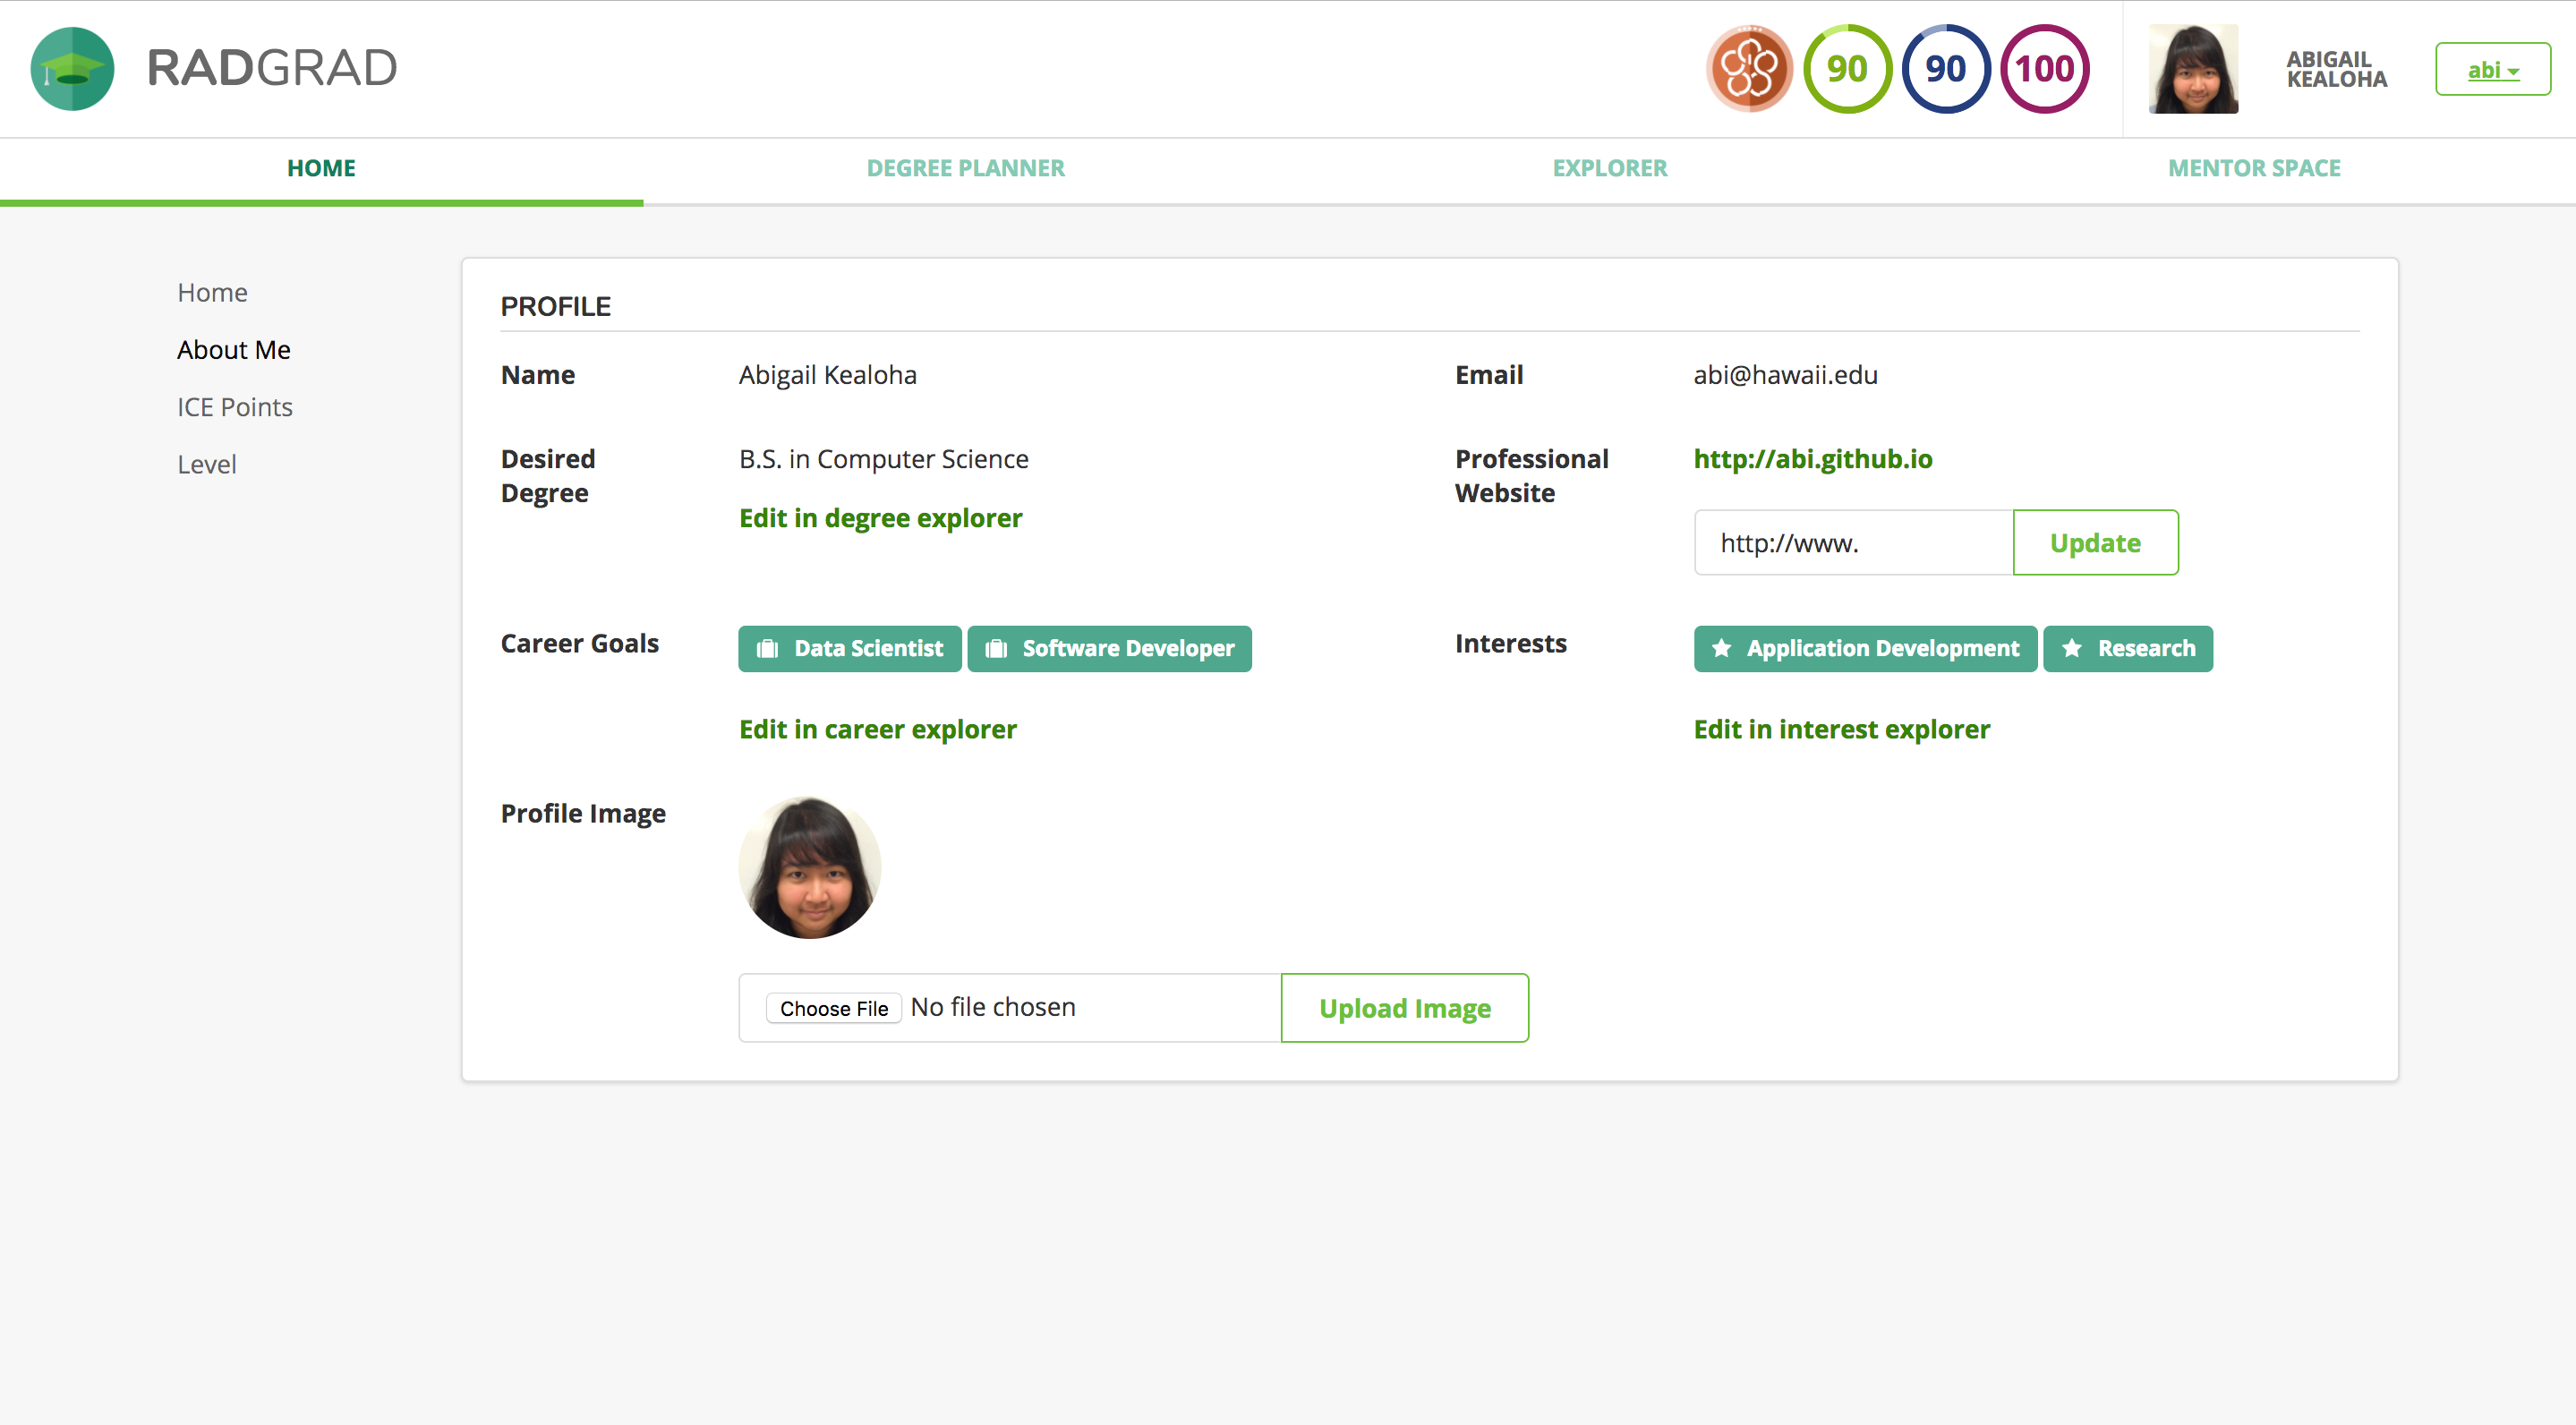 RADGRAD
90 90 100
ABIGAIL
KEALOHA
abi
HOME DEGREE PLANNER EXPLORER MENTOR SPACE
Home
About Me
ICE Points
Level
PROFILE
Name Abigail Kealoha Email abi@hawaii.edu
Desired
Degree
B.S. in Computer Science
Edit in degree explorer
Professional
Website
http://abi.github.io
http://www. Update
Career Goals Data Scientist Software Developer
Edit in career explorer
Interests Application Development Research
Edit in interest explorer
Profile Image
Choose File No file chosen Upload Image